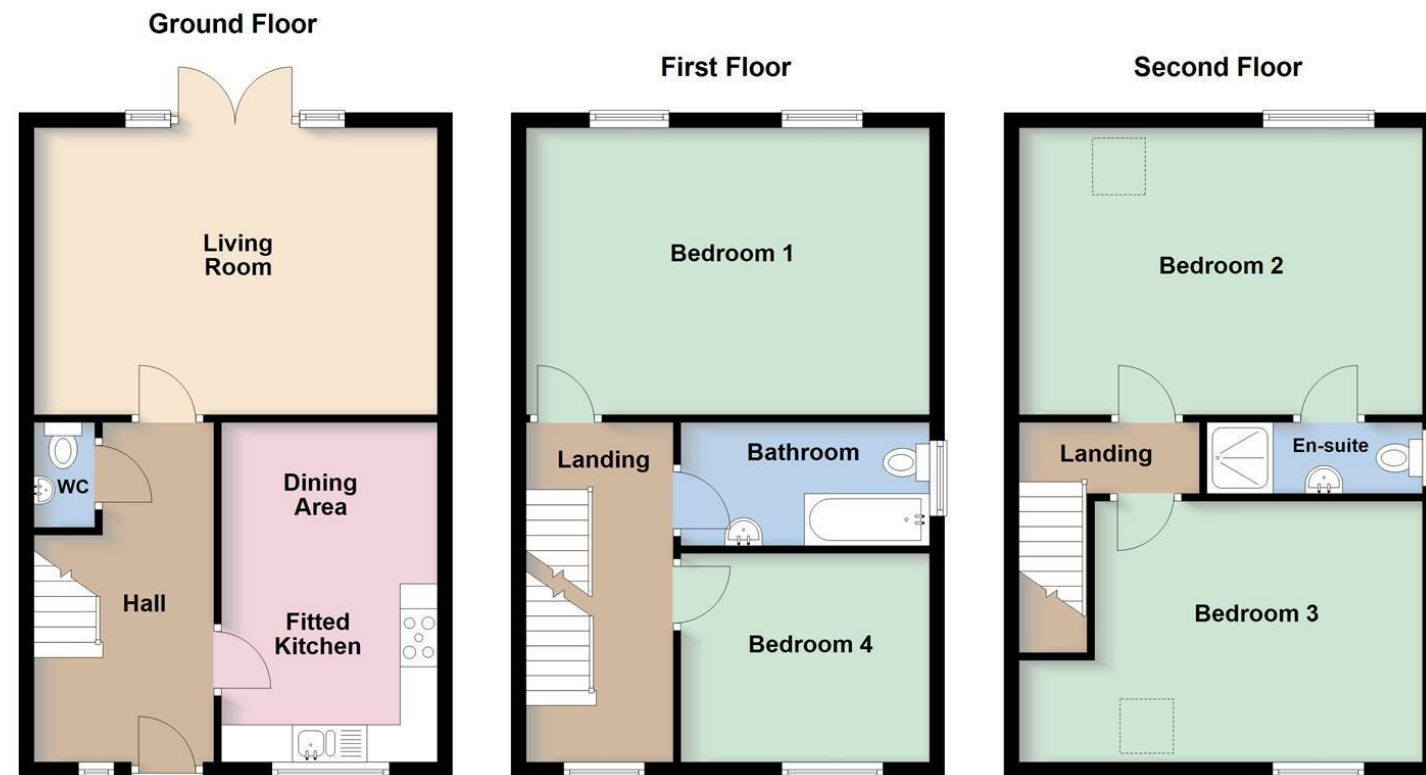 Ground Floor
First Floor
Second Floor
Living
Room
WC
Dining
Area
Hall
Fitted
Kitchen
Bedroom 1
Landing
Bathroom
Bedroom 4
Bedroom 2
Landing
En-suite
Bedroom 3